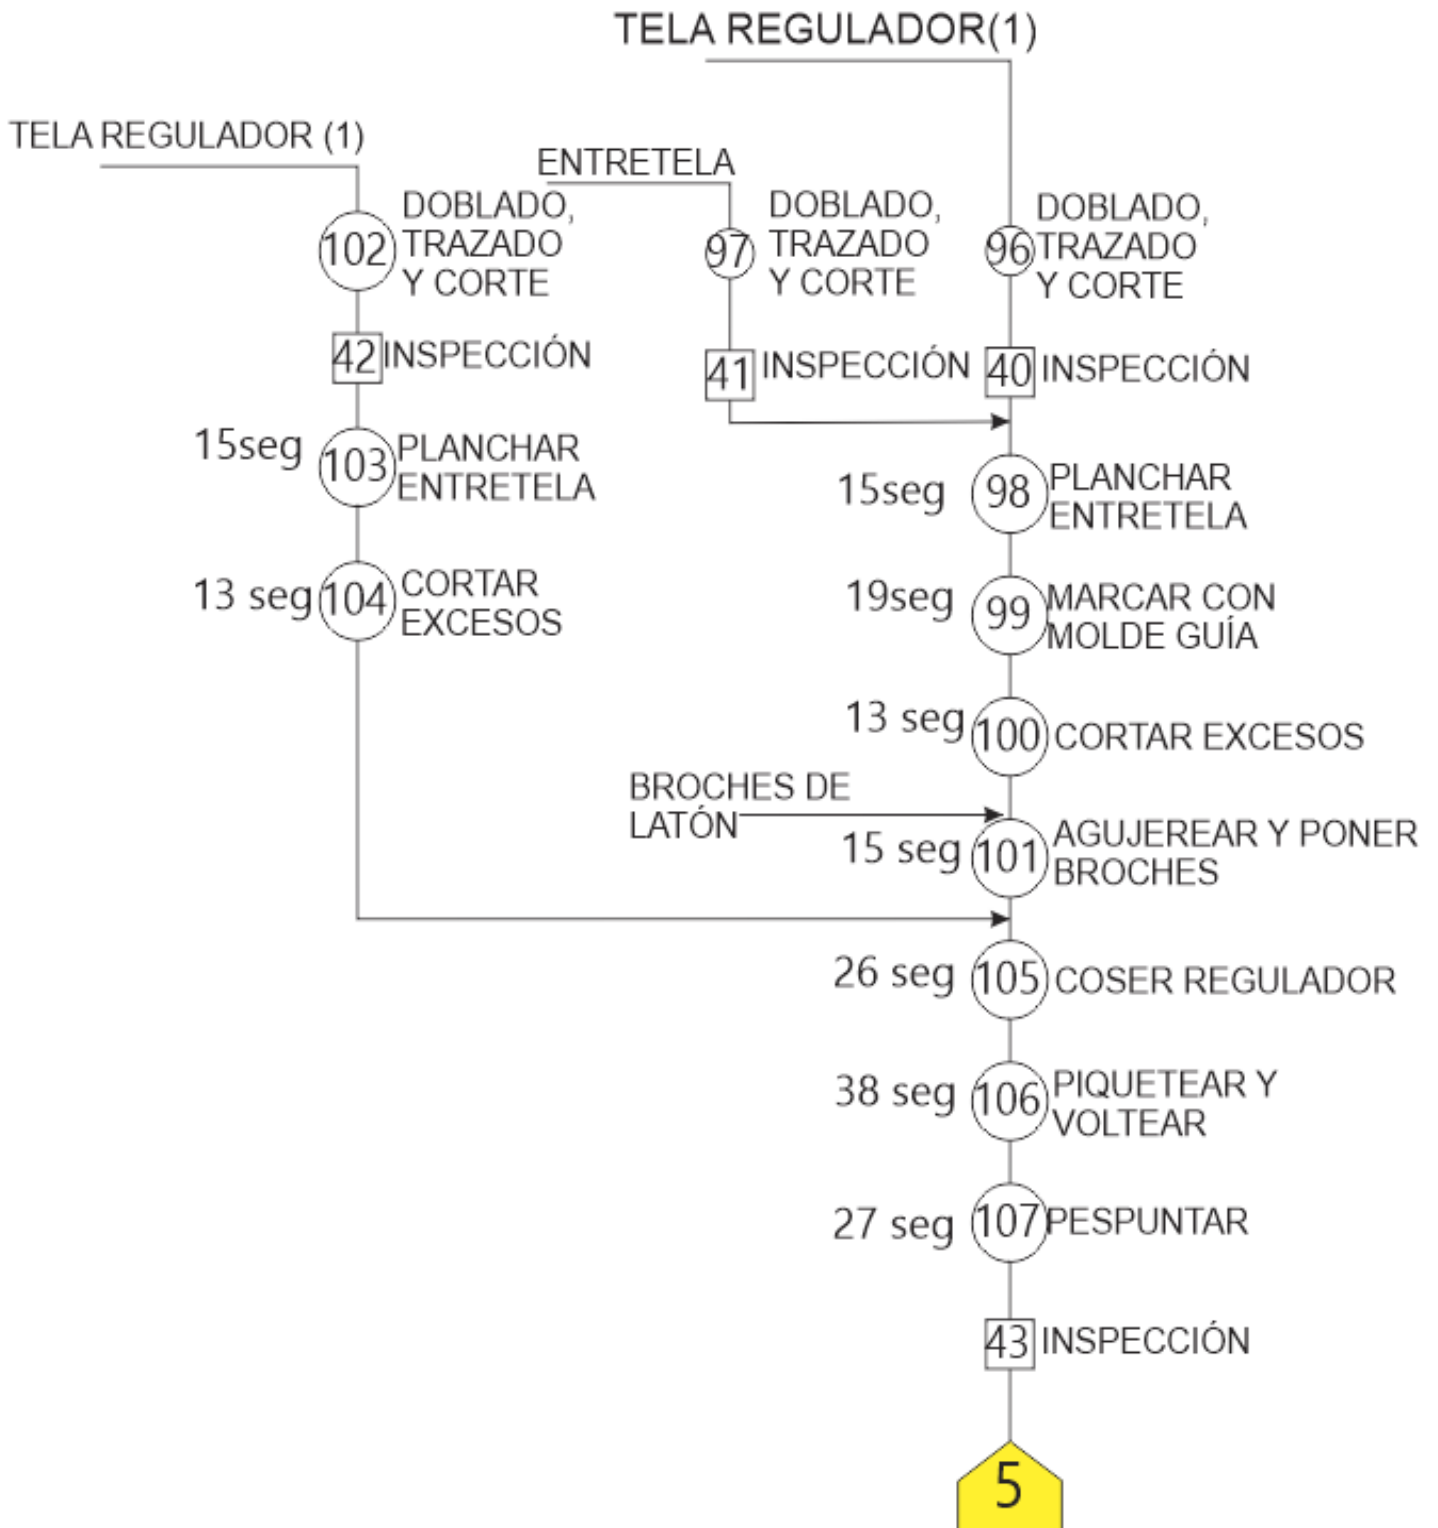 TELA REGULADOR(1)
TELA REGULADOR (1)
ENTRETELA
102
DOBLADO,
TRAZADO
Y CORTE
97
DOBLADO,
TRAZADO
Y CORTE
96
DOBLADO,
TRAZADO
Y CORTE
42
INSPECCIÓN
41
INSPECCIÓN
40
INSPECCIÓN
15seg
103
PLANCHAR
ENTRETELA
15seg
98
PLANCHAR
ENTRETELA
13 seg
104
CORTAR
EXCESOS
19seg
99
MARCAR CON
MOLDE GUÍA
13 seg
100
CORTAR EXCESOS
BROCHES DE
LATÓN
15 seg
101
AGUJEREAR Y PONER
BROCHES
26 seg
105
COSER REGULADOR
38 seg
106
PIQUETEAR Y
VOLTEAR
27 seg
107
PESPUNTAR
43
INSPECCIÓN
5